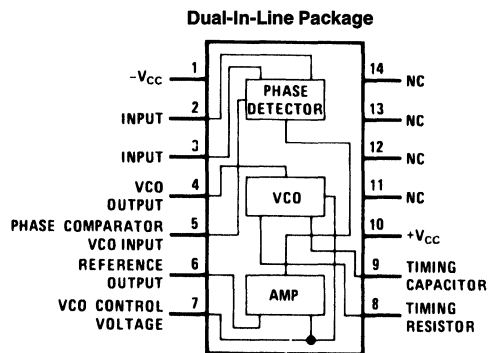 Dual-In-Line Package
–VCC
1
2
INPUT
3
INPUT
4
VCO
OUTPUT
5
PHASE COMPARATOR
VCO INPUT
6
REFERENCE
OUTPUT
7
VCO CONTROL
VOLTAGE
PHASE
DETECTOR
VCO
AMP
14
NC
13
NC
12
NC
11
NC
10
+VCC
9
TIMING
CAPACITOR
8
TIMING
RESISTOR